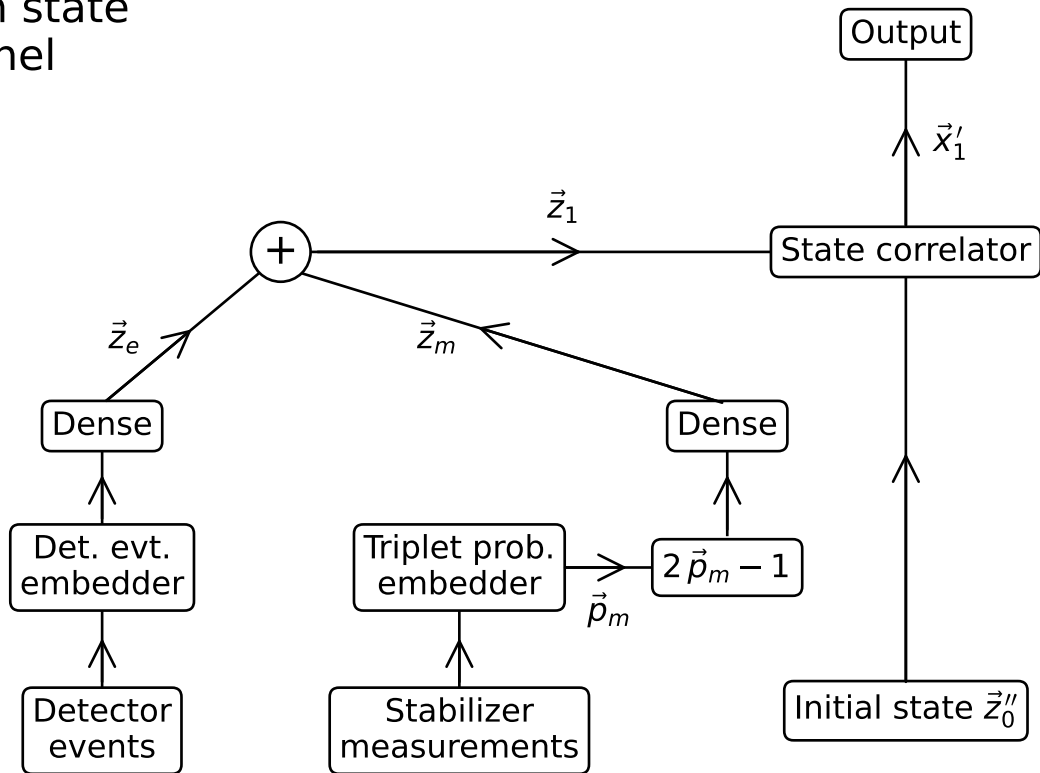 state
Output
x⃗′₁
z⃗₁
+
State correlator
z⃗ₑ
z⃗ₘ
Dense
Dense
Det. evt.
embedder
Triplet prob.
embedder
2 p⃗ₘ − 1
p⃗ₘ
Detector
events
Stabilizer
measurements
Initial state z⃗″₀